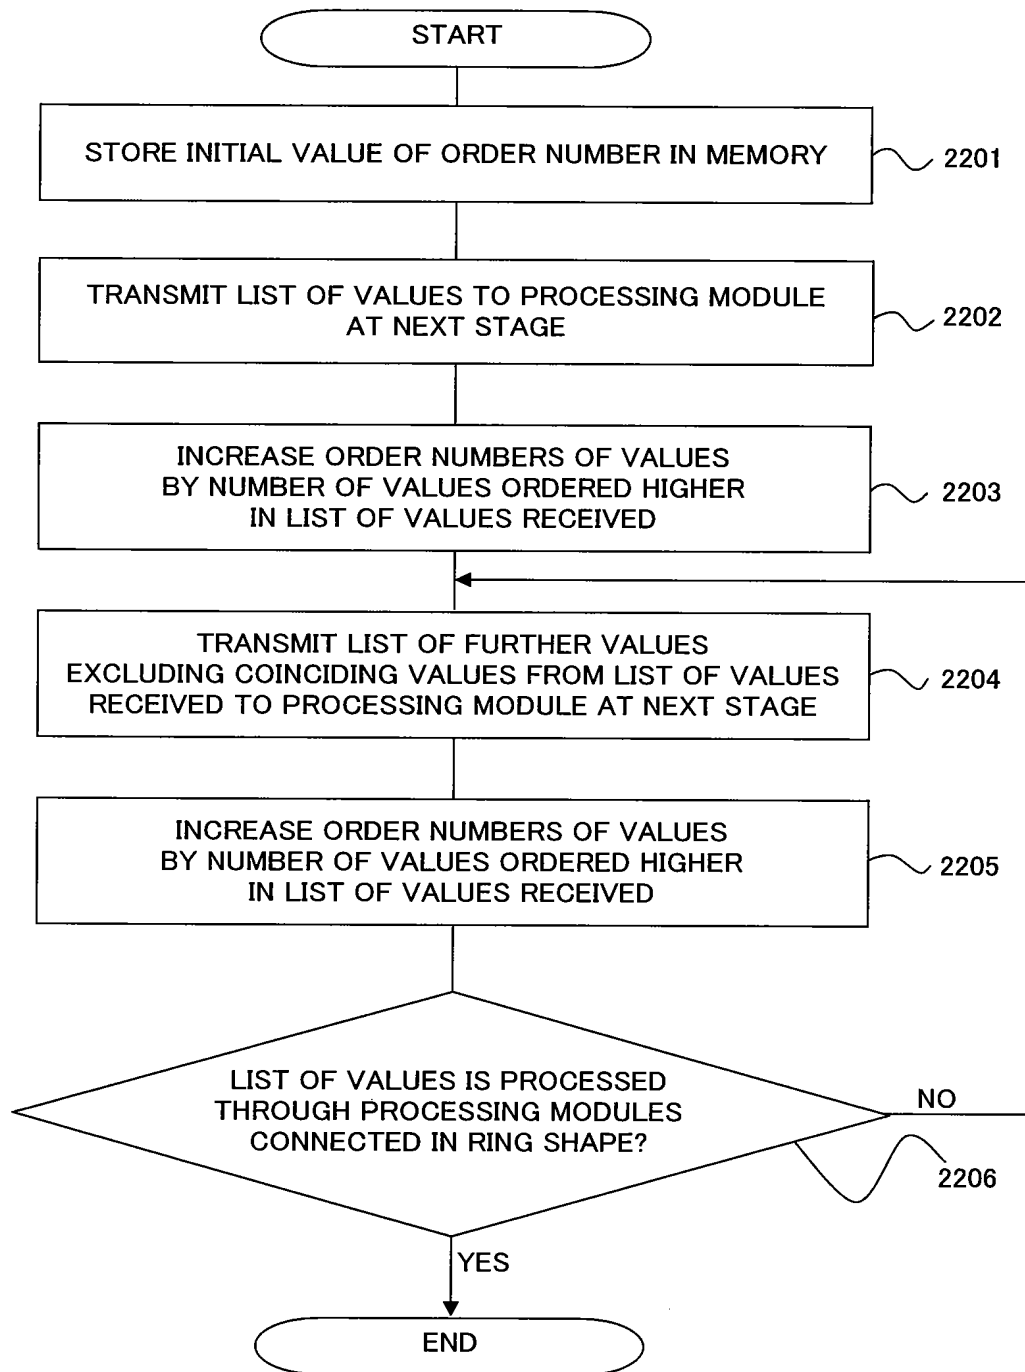 START
STORE INITIAL VALUE OF ORDER NUMBER IN MEMORY
2201
TRANSMIT LIST OF VALUES TO PROCESSING MODULE
AT NEXT STAGE
2202
INCREASE ORDER NUMBERS OF VALUES
BY NUMBER OF VALUES ORDERED HIGHER
IN LIST OF VALUES RECEIVED
2203
TRANSMIT LIST OF FURTHER VALUES
EXCLUDING COINCIDING VALUES FROM LIST OF VALUES
RECEIVED TO PROCESSING MODULE AT NEXT STAGE
2204
INCREASE ORDER NUMBERS OF VALUES
BY NUMBER OF VALUES ORDERED HIGHER
IN LIST OF VALUES RECEIVED
2205
LIST OF VALUES IS PROCESSED
THROUGH PROCESSING MODULES
CONNECTED IN RING SHAPE?
NO
2206
YES
END